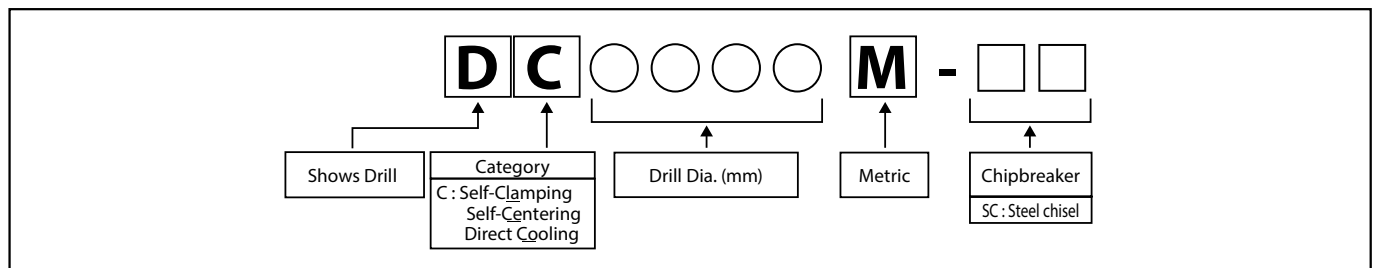 D C ○ ○ ○ ○ M - □ □
Shows Drill
Category
C : Self-Clamping
Self-Centering
Direct Cooling
Drill Dia. (mm)
Metric
Chipbreaker
SC : Steel chisel